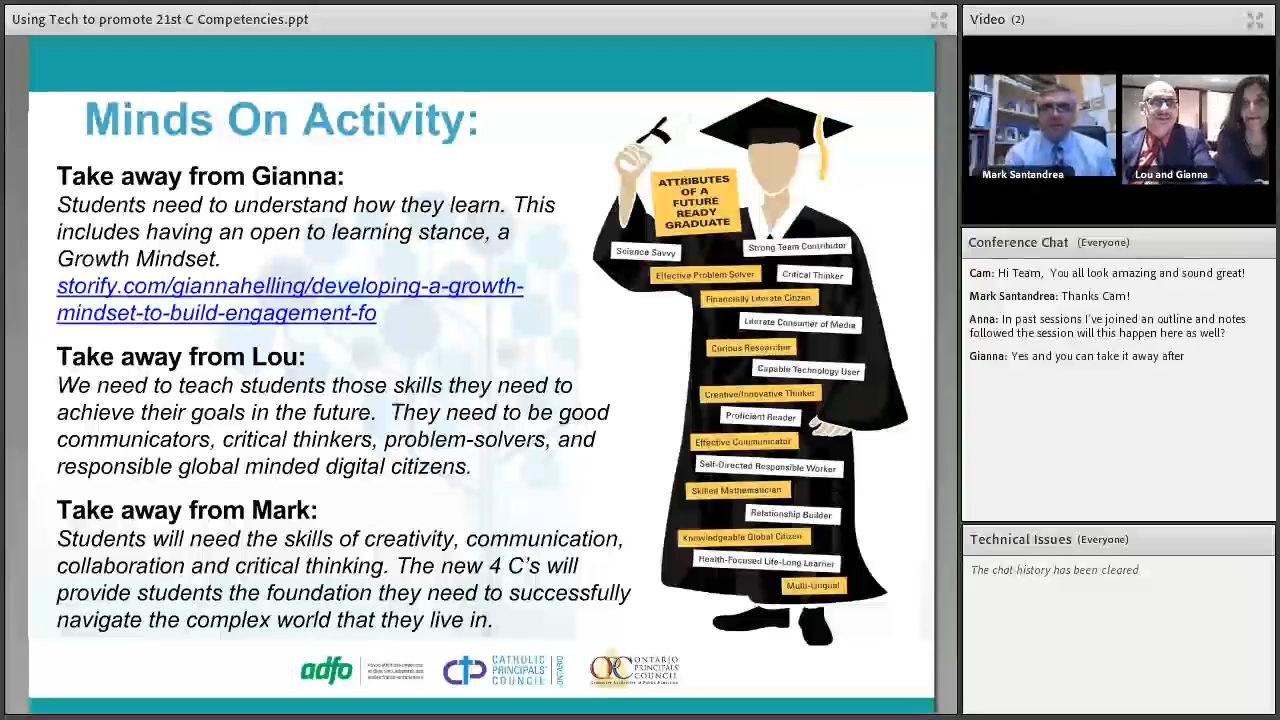 Using Tech to promote 21st C Competencies.ppt
Minds On Activity:
Take away from Gianna:
Students need to understand how they learn. This
includes having an open to learning stance, a
Growth Mindset.
storify.com/giannahelling/developing-a-growth-
mindset-to-build-engagement-fo
Take away from Lou:
We need to teach students those skills they need to
achieve their goals in the future. They need to be good
communicators, critical thinkers, problem-solvers, and
responsible global minded digital citizens.
Take away from Mark:
Students will need the skills of creativity, communication,
collaboration and critical thinking. The new 4 C's will
provide students the foundation they need to successfully
navigate the complex world that they live in.
ATTRIBUTES
OF A
FUTURE
READY
GRADUATE
Science Savvy
Strong Team Contributor
Effective Problem Solver
Critical Thinker
Financially Literate Citizen
Literate Consumer of Media
Curious Researcher
Capable Technology User
Creative/Innovative Thinker
Proficient Reader
Effective Communicator
Self-Directed Responsible Worker
Skilled Mathematician
Relationship Builder
Knowledgeable Global Citizen
Health-Focused Life-Long Learner
Multi-Lingual
adfo
CATHOLIC
PRINCIPALS'
COUNCIL
ONTARIO
ONTARIO
PRINCIPALS'
COUNCIL
Video (2)
Mark Santandrea
Lou and Gianna
Conference Chat (Everyone)
Cam: Hi Team, You all look amazing and sound great!
Mark Santandrea: Thanks Cam!
Anna: In past sessions I've joined an outline and notes
followed the session will this happen here as well?
Gianna: Yes and you can take it away after
Technical Issues (Everyone)
The chat history has been cleared